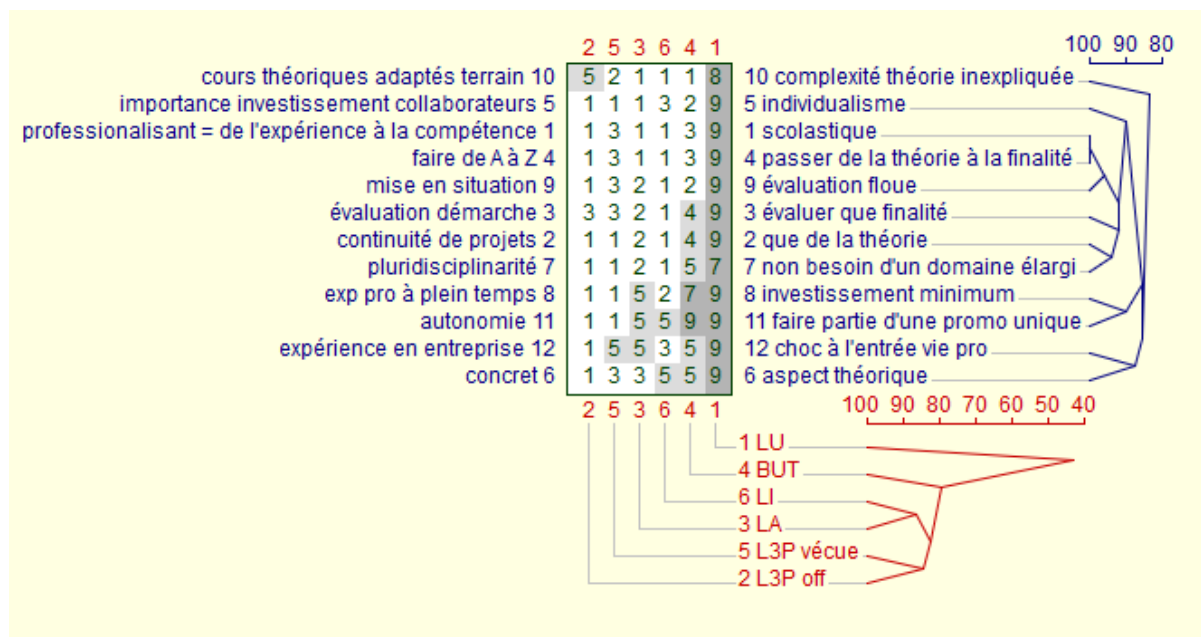 2 5 3 6 4 1 100 90 80
cours théoriques adaptés terrain 10 5 2 1 1 1 8 10 complexité théorie inexpliquée
importance investissement collaborateurs 5 1 1 1 3 2 9 5 individualisme
professionalisant = de l'expérience à la compétence 1 1 3 1 1 3 9 1 scolastique
faire de A à Z 4 1 3 1 1 3 9 4 passer de la théorie à la finalité
mise en situation 9 1 3 2 1 2 9 9 évaluation floue
évaluation démarche 3 3 3 2 1 4 9 3 évaluer que finalité
continuité de projets 2 1 1 2 1 4 9 2 que de la théorie
pluridisciplinarité 7 1 1 2 1 5 7 7 non besoin d'un domaine élargi
exp pro à plein temps 8 1 1 5 2 7 9 8 investissement minimum
autonomie 11 1 1 5 5 9 9 11 faire partie d'une promo unique
expérience en entreprise 12 1 5 5 3 5 9 12 choc à l'entrée vie pro
concret 6 1 3 3 5 5 9 6 aspect théorique
2 5 3 6 4 1 100 90 80 70 60 50 40
1 LU
4 BUT
6 LI
3 LA
5 L3P vécue
2 L3P off